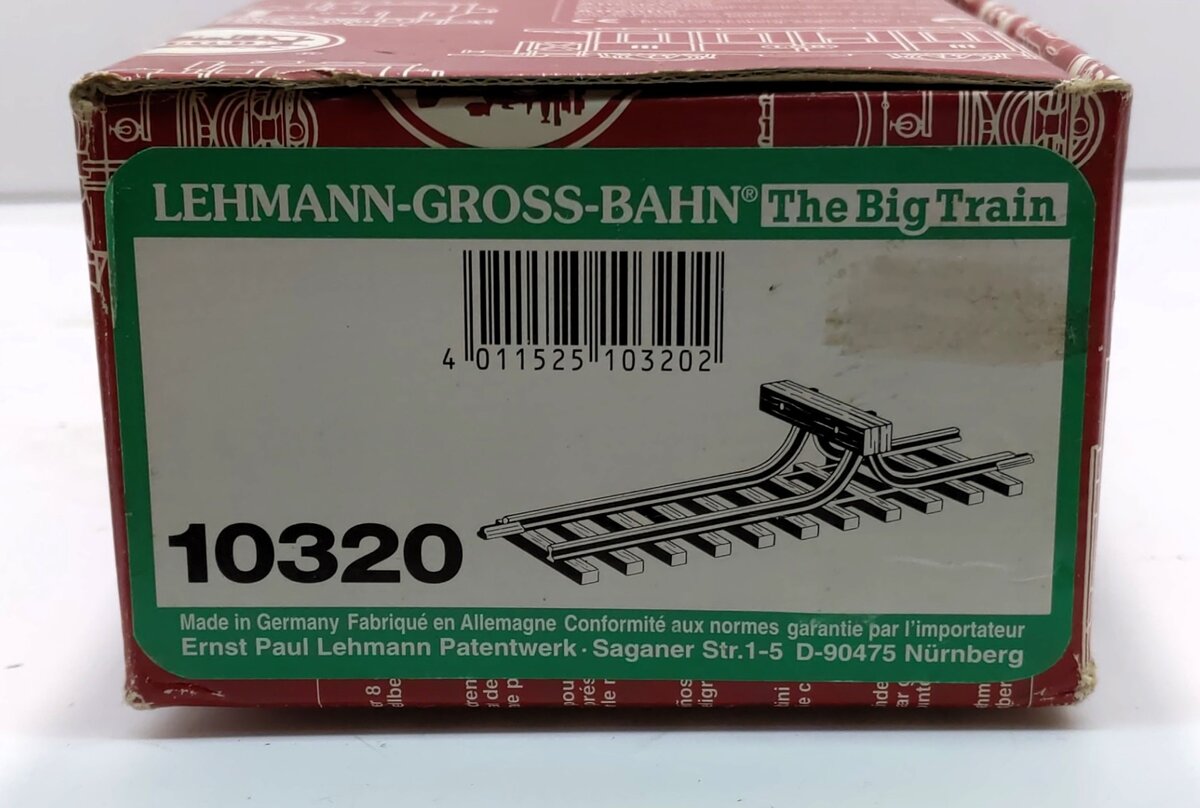 LEHMANN-GROSS-BAHN® The Big Train
4 011525 103202
10320
Made in Germany Fabriqué en Allemagne Conformité aux normes garantie par l'importateur
Ernst Paul Lehmann Patentwerk · Saganer Str.1-5 D-90475 Nürnberg